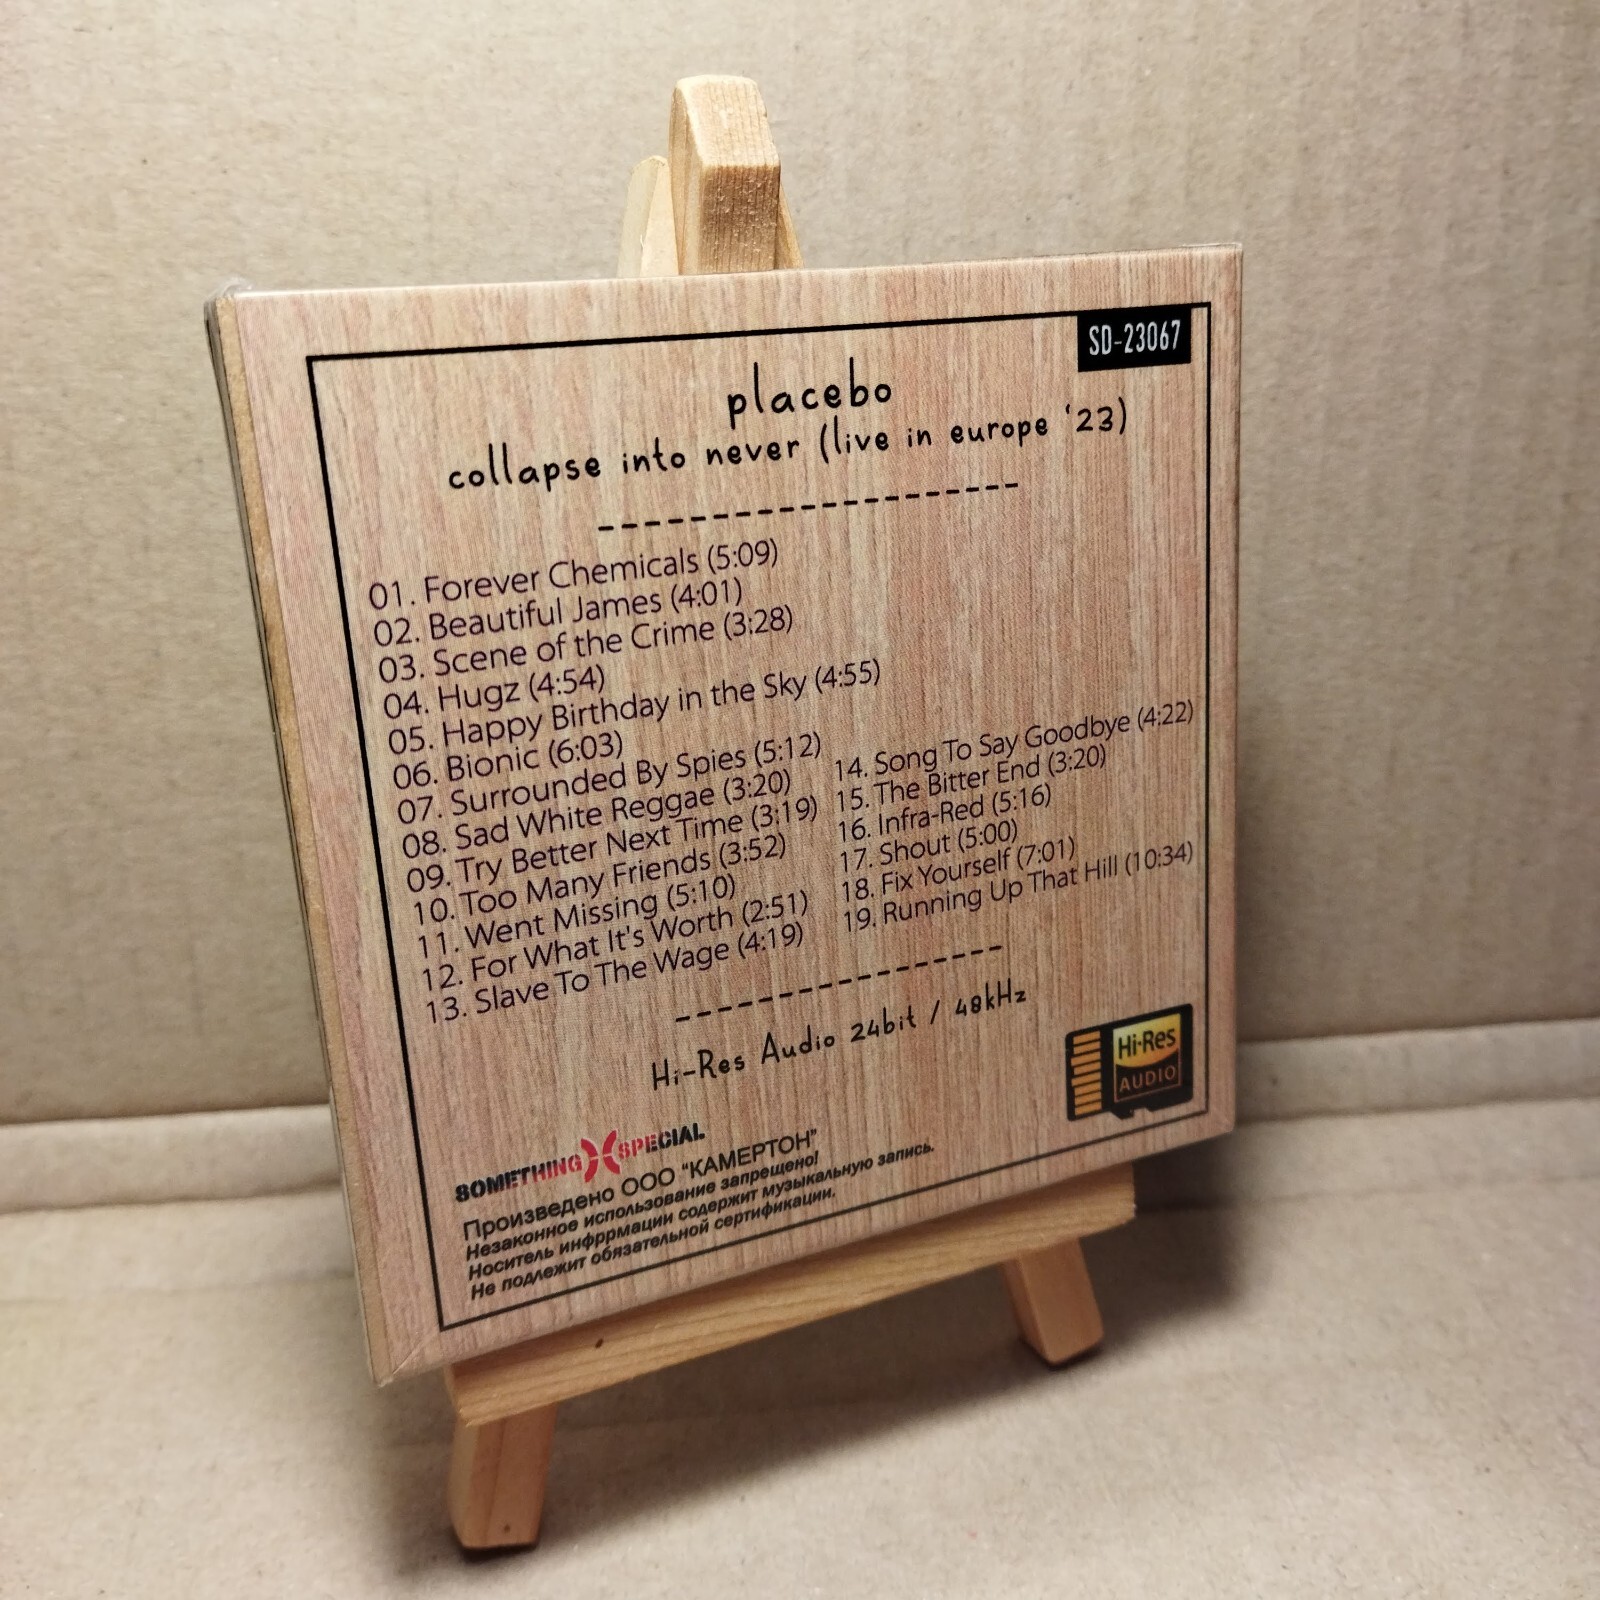 SD-23067
placebo
collapse into never (live in europe '23)
01. Forever Chemicals (5:09)
02. Beautiful James (4:01)
03. Scene of the Crime (3:28)
04. Hugz (4:54)
05. Happy Birthday in the Sky (4:55)
06. Bionic (6:03)
07. Surrounded By Spies (5:12)
08. Sad White Reggae (3:20)
09. Try Better Next Time (3:19)
10. Too Many Friends (3:52)
11. Went Missing (5:10)
12. For What It's Worth (2:51)
13. Slave To The Wage (4:19)
14. Song To Say Goodbye (4:22)
15. The Bitter End (3:20)
16. Infra-Red (5:16)
17. Shout (5:00)
18. Fix Yourself (7:01)
19. Running Up That Hill (10:34)
Hi-Res Audio 24bit / 48kHz
Hi-Res
AUDIO
SOMETHING SPECIAL
Произведено ООО "КАМЕРТОН"
Незаконное использование запрещено!
Носитель инфррмации содержит музыкальную запись.
Не подлежит обязательной сертификации.